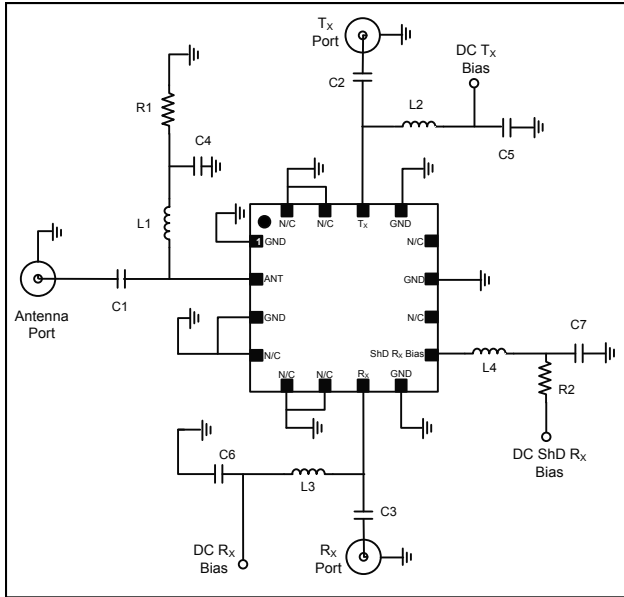 Tx
Port
DC Tx
Bias
C2
R1
L2
C4
C5
N/C
N/C
Tx
GND
L1
1
GND
N/C
ANT
GND
Antenna
Port
C1
GND
N/C
C7
N/C
ShD Rx Bias
N/C
N/C
Rx
GND
L4
R2
C6
L3
DC ShD Rx
Bias
C3
DC Rx
Bias
Rx
Port